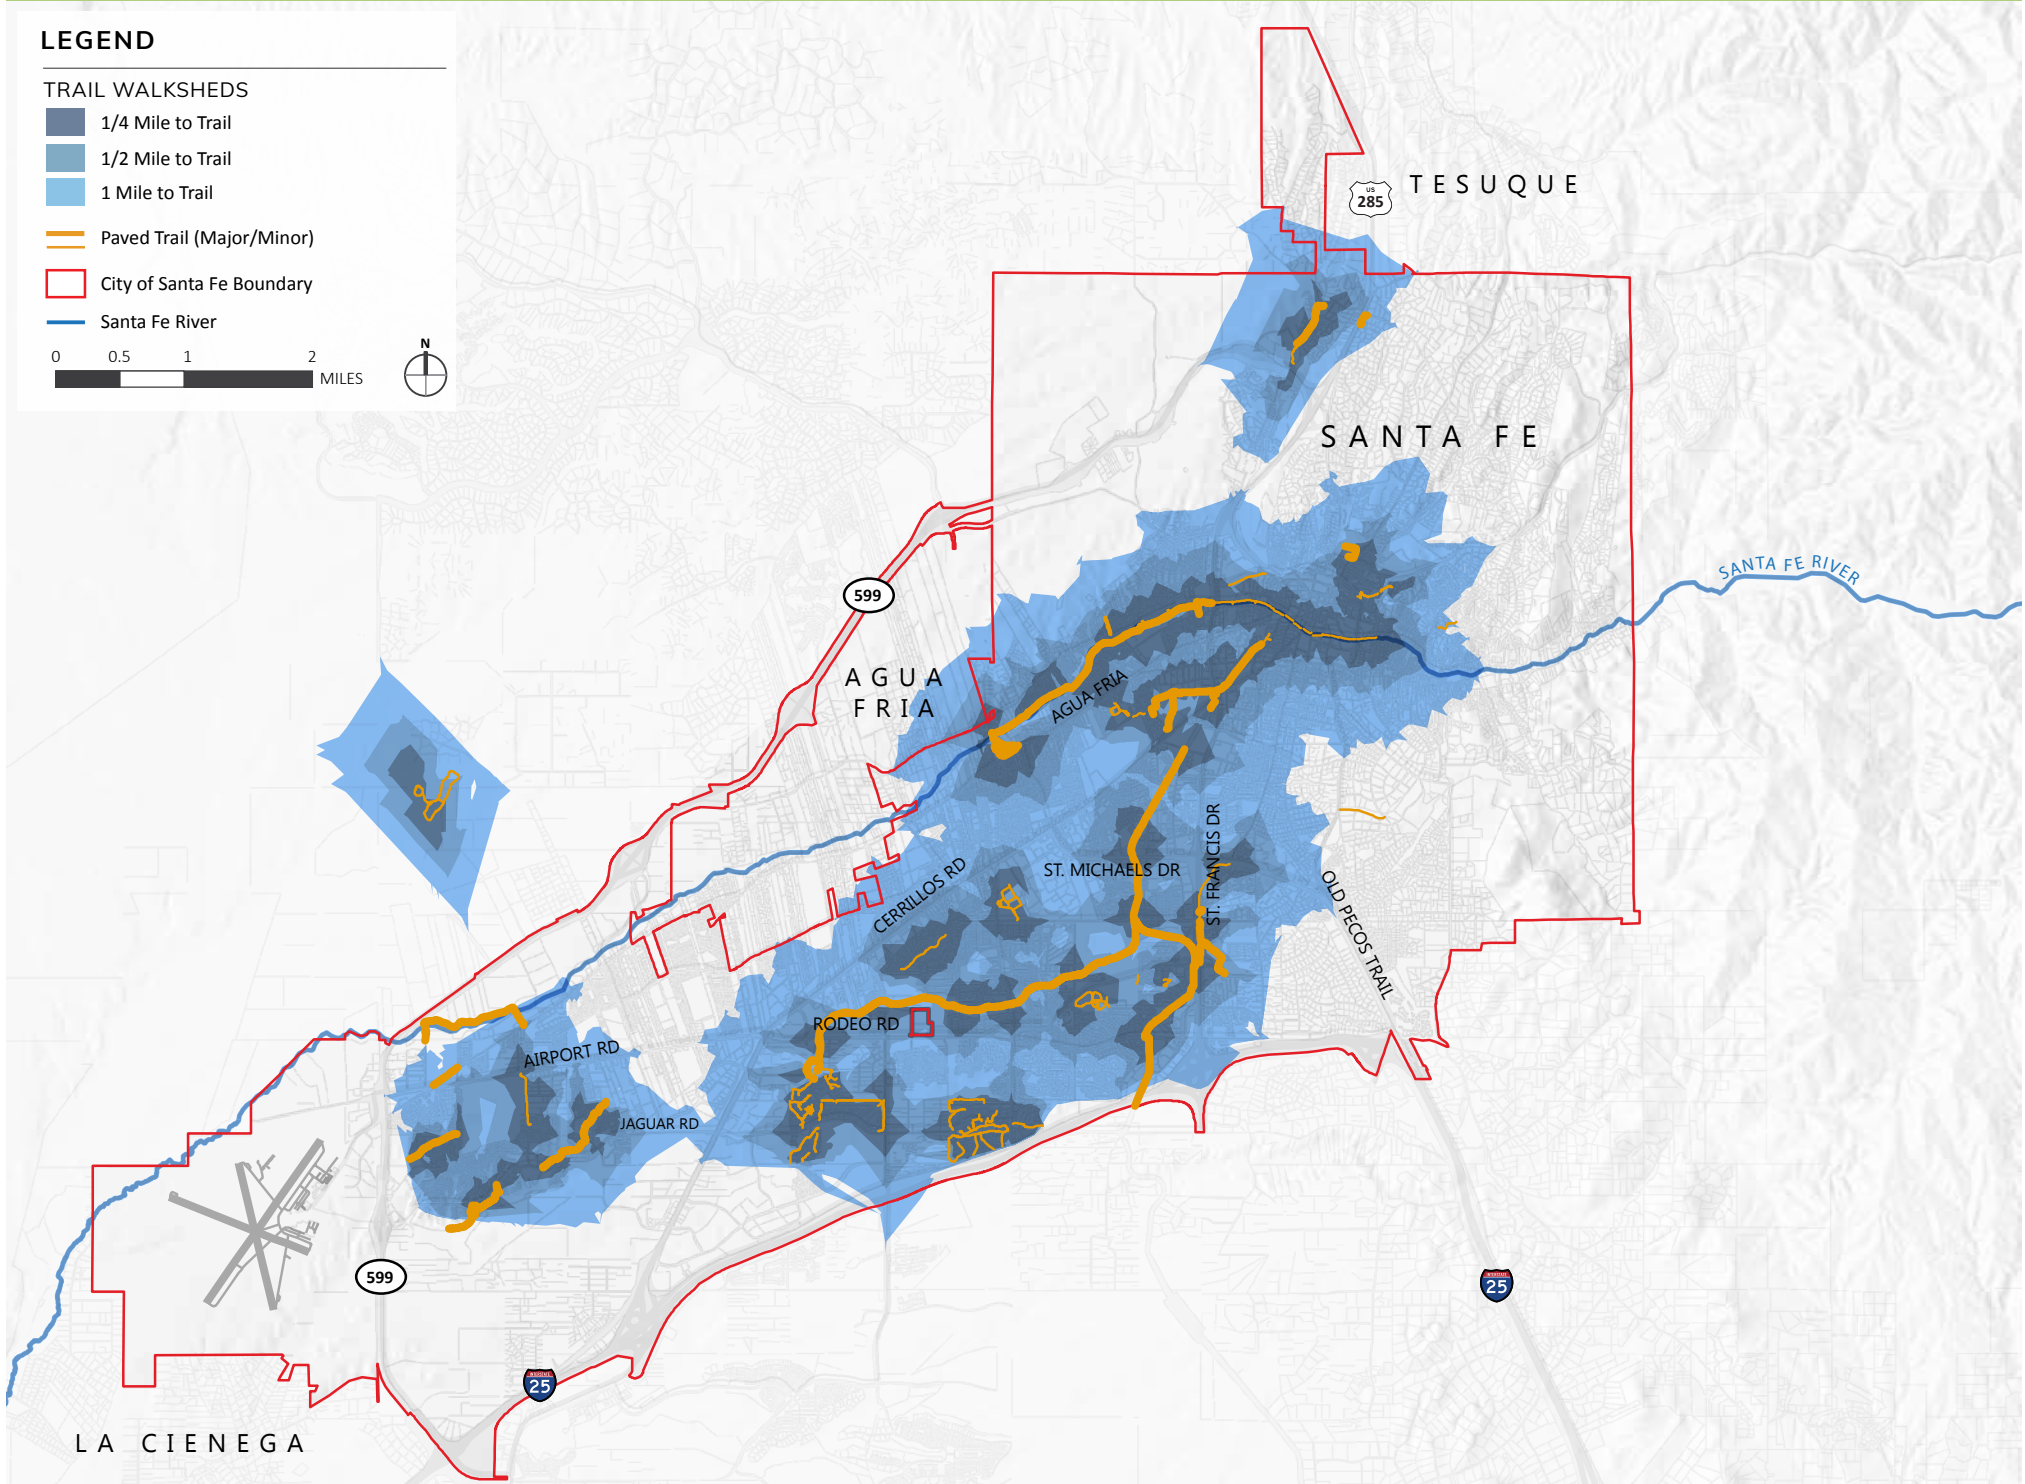 LEGEND
TRAIL WALKSHEDS
1/4 Mile to Trail
1/2 Mile to Trail
1 Mile to Trail
Paved Trail (Major/Minor)
City of Santa Fe Boundary
Santa Fe River
0 0.5 1 2
MILES
N
TESUQUE
US
285
SANTA FE
SANTA FE RIVER
599
AGUA
FRIA
AGUA FRIA
ST. FRANCIS DR
ST. MICHAELS DR
CERRILLOS RD
OLD PECOS TRAIL
RODEO RD
AIRPORT RD
JAGUAR RD
599
INTERSTATE
25
INTERSTATE
25
LA CIENEGA